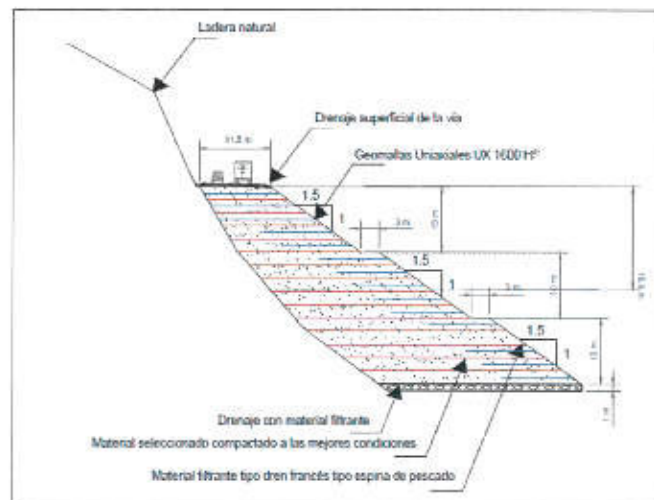 Ladera natural
Drenaje superficial de la vía
Geomallas Uniaxiales UX 1600
1.5
1
3 m
1.5
1
3 m
1.5
1
Drenaje con material filtrante
Material seleccionado compactado a las mejores condiciones
Material filtrante tipo dren francés tipo espina de pescado